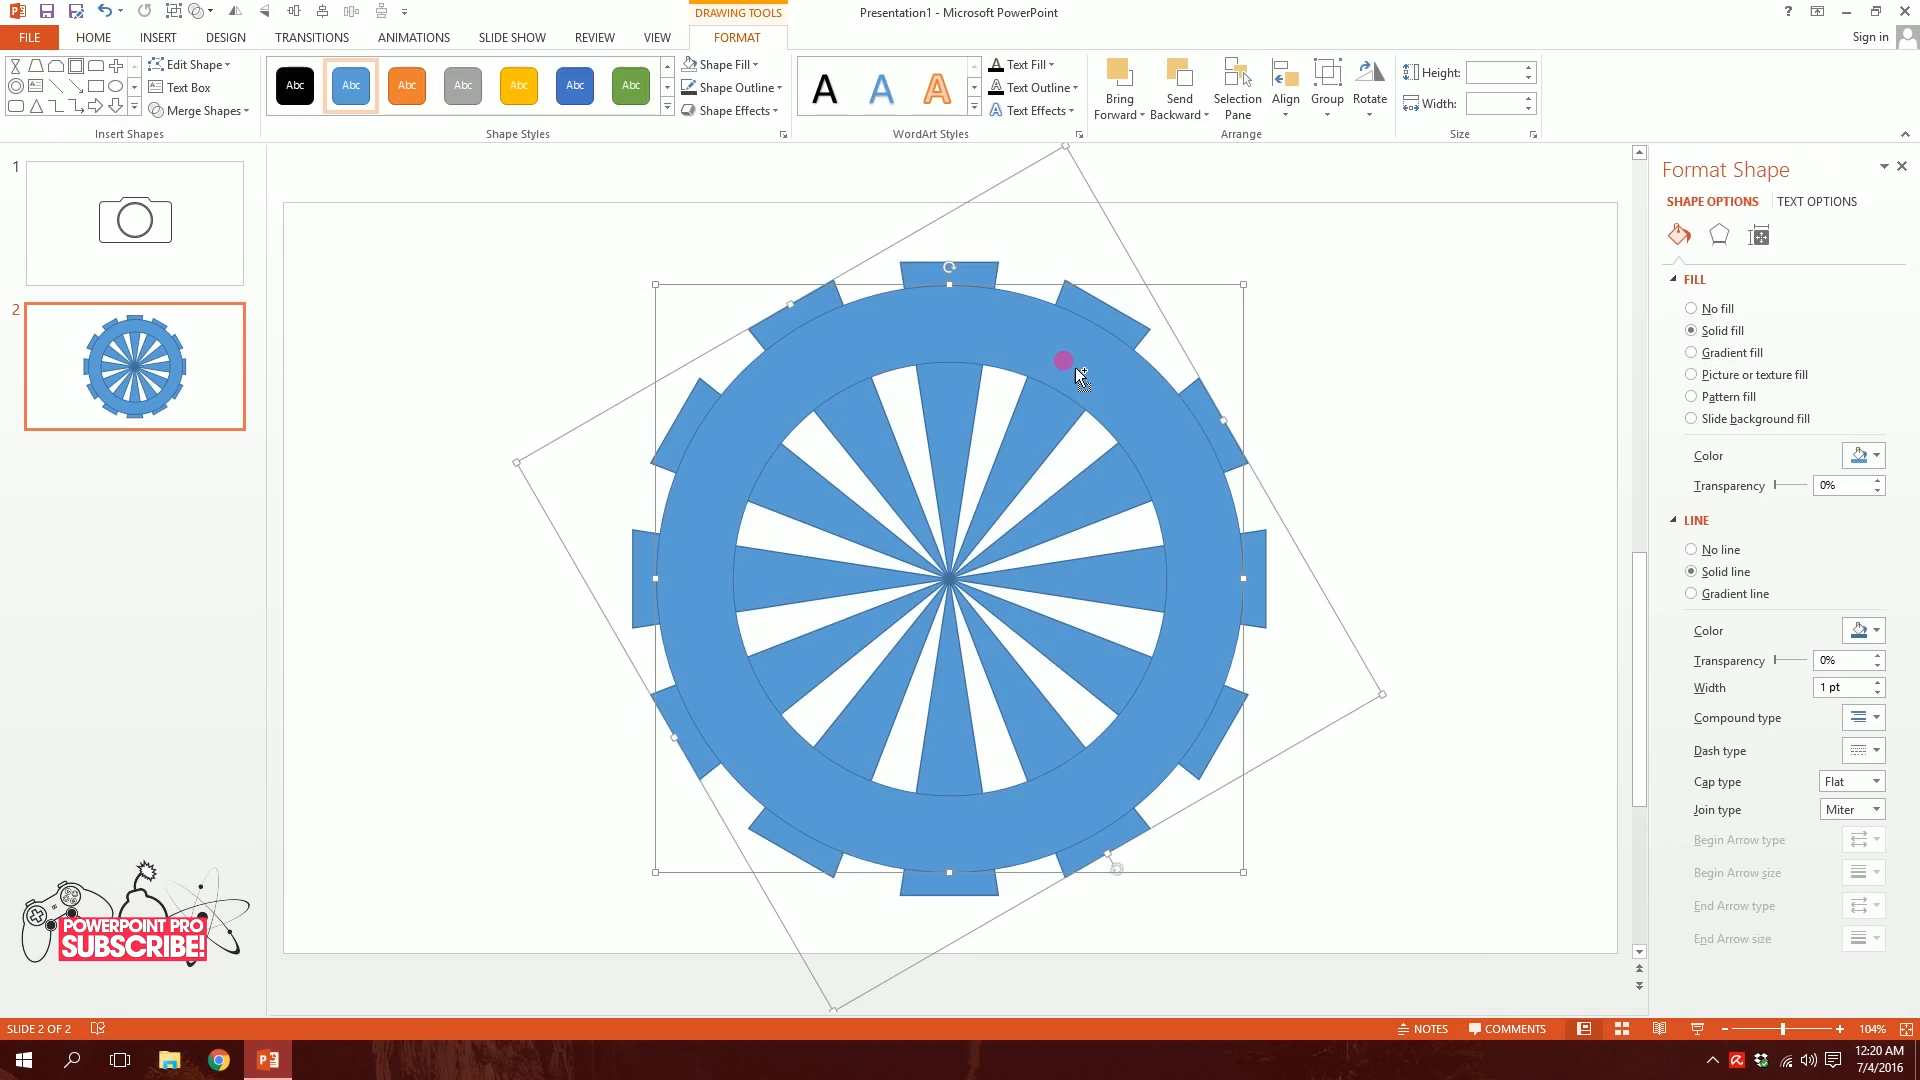 DRAWING TOOLS
Presentation1 - Microsoft PowerPoint
?
FILE
HOME
INSERT
DESIGN
TRANSITIONS
ANIMATIONS
SLIDE SHOW
REVIEW
VIEW
FORMAT
Sign in
Edit Shape
Text Box
Merge Shapes
Insert Shapes
Abc
Abc
Abc
Abc
Abc
Abc
Abc
Shape Fill
Shape Outline
Shape Effects
Shape Styles
A
A
A
Text Fill
Text Outline
Text Effects
WordArt Styles
Bring
Forward
Send
Backward
Selection
Pane
Align
Group
Rotate
Arrange
Height:
Width:
Size
1
2
Format Shape
SHAPE OPTIONS
TEXT OPTIONS
FILL
No fill
Solid fill
Gradient fill
Picture or texture fill
Pattern fill
Slide background fill
Color
Transparency
0%
LINE
No line
Solid line
Gradient line
Color
Transparency
0%
Width
1 pt
Compound type
Dash type
Cap type
Flat
Join type
Miter
Begin Arrow type
Begin Arrow size
End Arrow type
End Arrow size
POWERPOINT PRO
SUBSCRIBE!
SLIDE 2 OF 2
NOTES
COMMENTS
104%
12:20 AM
7/4/2016